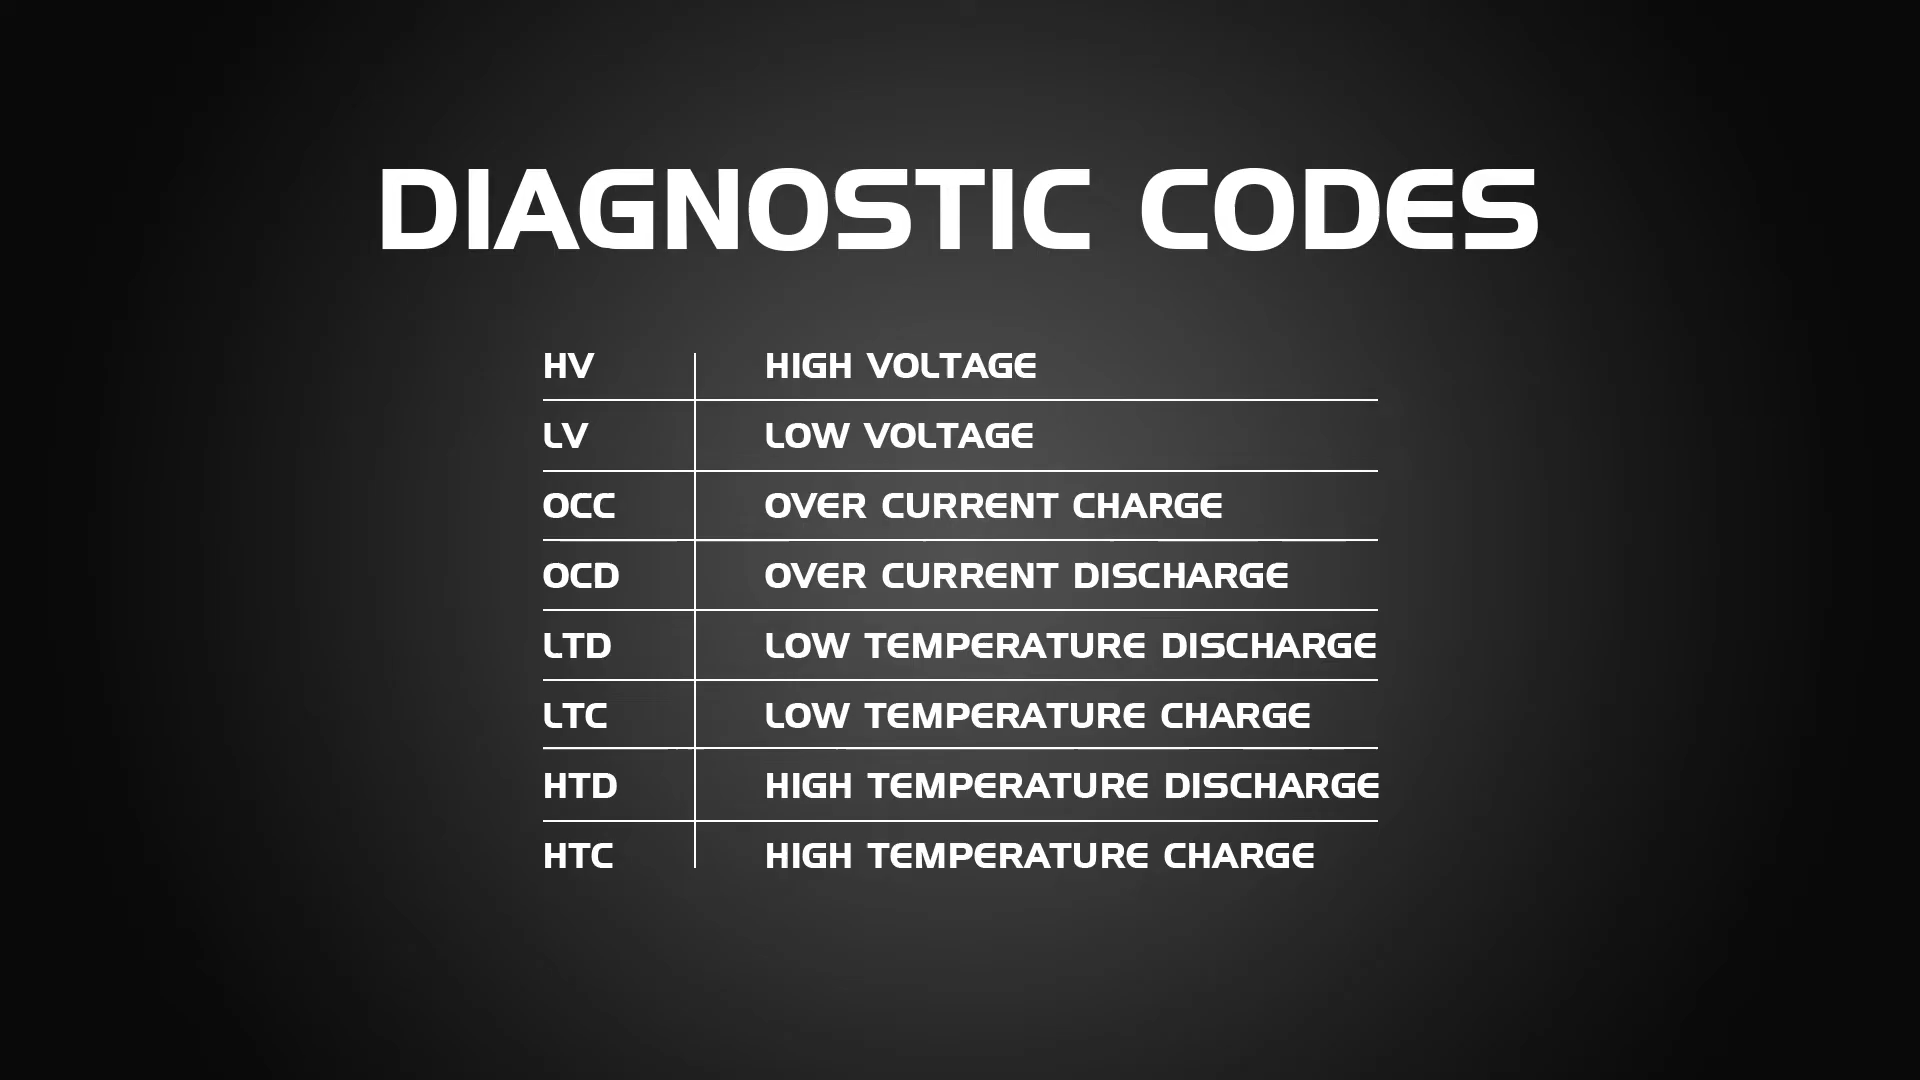 DIAGNOSTIC CODES
HV HIGH VOLTAGE
LV LOW VOLTAGE
OCC OVER CURRENT CHARGE
OCD OVER CURRENT DISCHARGE
LTD LOW TEMPERATURE DISCHARGE
LTC LOW TEMPERATURE CHARGE
HTD HIGH TEMPERATURE DISCHARGE
HTC HIGH TEMPERATURE CHARGE